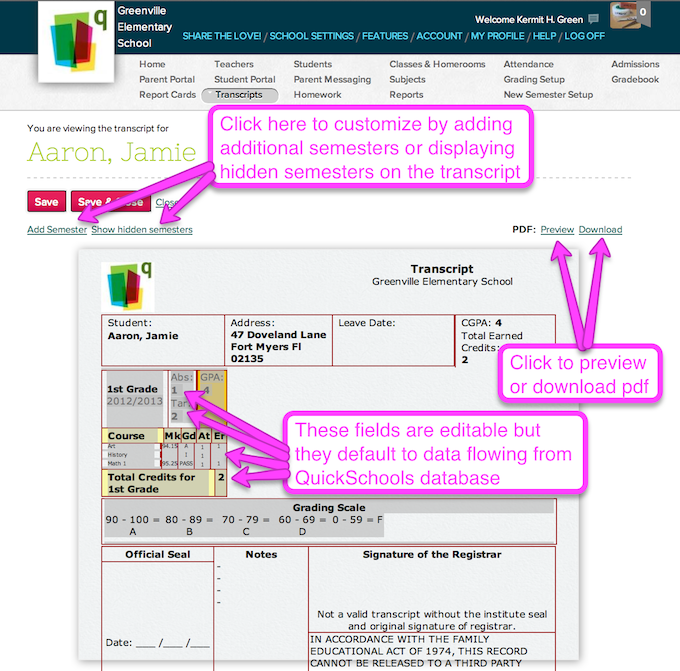 q
Greenville
Elementary
School
Welcome Kermit H. Green
0
SHARE THE LOVE! / SCHOOL SETTINGS / FEATURES / ACCOUNT / MY PROFILE / HELP / LOG OFF
Home Teachers Students Classes & Homerooms Attendance Admissions
Parent Portal Student Portal Parent Messaging Subjects Grading Setup Gradebook
Report Cards Transcripts Homework Reports New Semester Setup
You are viewing the transcript for
Aaron, Jamie
Click here to customize by adding
additional semesters or displaying
hidden semesters on the transcript
Save Save & Close Close
Add Semester Show hidden semesters PDF: Preview Download
q
Transcript
Greenville Elementary School
Student:
Aaron, Jamie
Address:
47 Doveland Lane
Fort Myers Fl
02135
Leave Date:
CGPA: 4
Total Earned
Credits:
2
Click to preview
or download pdf
1st Grade
2012/2013
Abs:
1
Tar:
2
GPA:
4
These fields are editable but
they default to data flowing from
QuickSchools database
Course Mk Gd At Er
Art 94.15 A 1 1
History 1
Math 1 95.25 PASS 1 1
Total Credits for
1st Grade
2
Grading Scale
90 - 100 = 80 - 89 = 70 - 79 = 60 - 69 = 0 - 59 = F
A B C D
Official Seal Notes Signature of the Registrar
-
-
-
-
Not a valid transcript without the institute seal
and original signature of registrar.
Date: ___ /___/___
IN ACCORDANCE WITH THE FAMILY
EDUCATIONAL ACT OF 1974, THIS RECORD
CANNOT BE RELEASED TO A THIRD PARTY